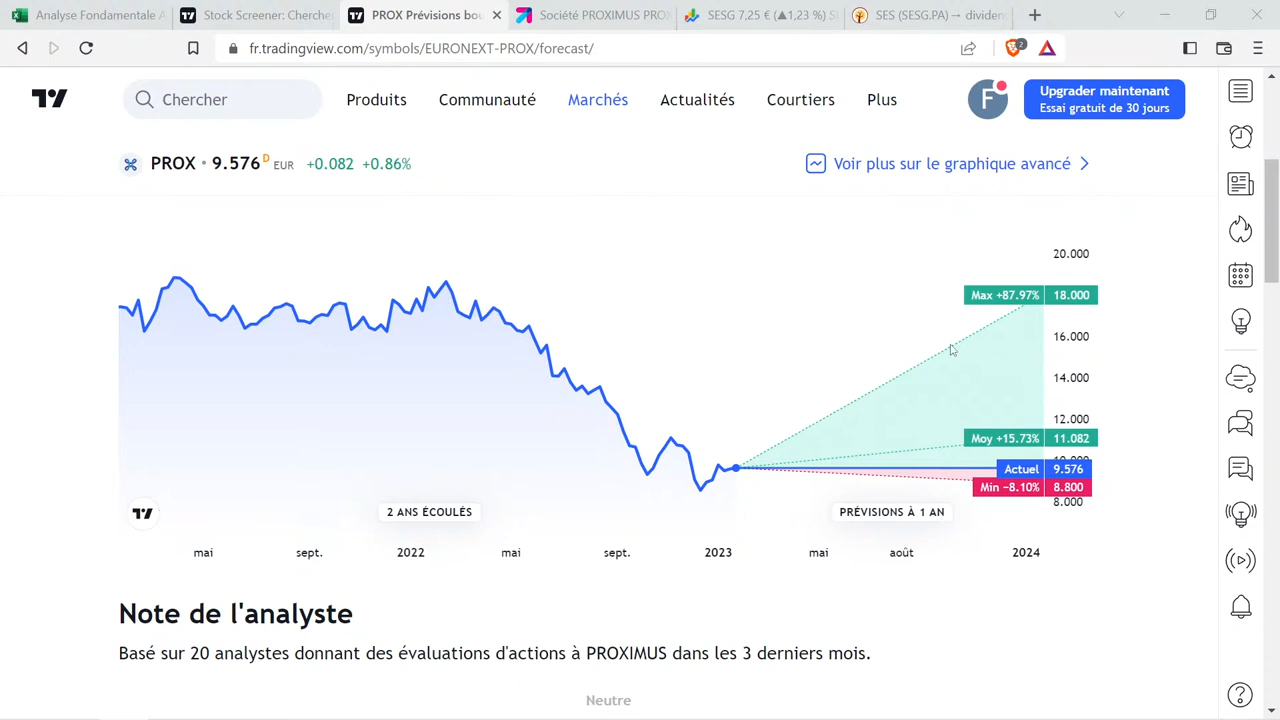 Analyse Fondamentale A
Stock Screener: Cherche
PROX Prévisions bou
Société PROXIMUS PRO
SESG 7,25 € (▲1,23 %) S
SES (SESG.PA) → dividen
fr.tradingview.com/symbols/EURONEXT-PROX/forecast/
2
Chercher
Produits
Communauté
Marchés
Actualités
Courtiers
Plus
F
Upgrader maintenant
Essai gratuit de 30 jours
PROX • 9.576 D EUR +0.082 +0.86%
Voir plus sur le graphique avancé
20.000
Max +87.97% 18.000
16.000
14.000
12.000
Moy +15.73% 11.082
Actuel 9.576
Min −8.10% 8.800
8.000
2 ANS ÉCOULÉS
PRÉVISIONS À 1 AN
mai sept. 2022 mai sept. 2023 mai août 2024
Note de l'analyste
Basé sur 20 analystes donnant des évaluations d'actions à PROXIMUS dans les 3 derniers mois.
Neutre